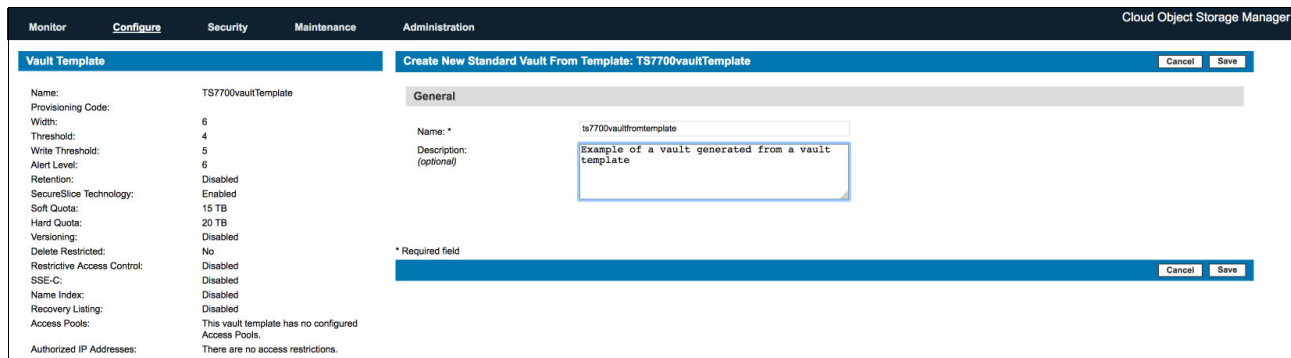 Cloud Object Storage Manager
Monitor Configure Security Maintenance Administration
Vault Template
Name: TS7700vaultTemplate
Provisioning Code:
Width: 6
Threshold: 4
Write Threshold: 5
Alert Level: 6
Retention: Disabled
SecureSlice Technology: Enabled
Soft Quota: 15 TB
Hard Quota: 20 TB
Versioning: Disabled
Delete Restricted: No
Restrictive Access Control: Disabled
SSE-C: Disabled
Name Index: Disabled
Recovery Listing: Disabled
Access Pools: This vault template has no configured
Access Pools.
Authorized IP Addresses: There are no access restrictions.
Create New Standard Vault From Template: TS7700vaultTemplate Cancel Save
General
Name: * ts7700vaultfromtemplate
Description: Example of a vault generated from a vault
(optional) template
* Required field
Cancel Save